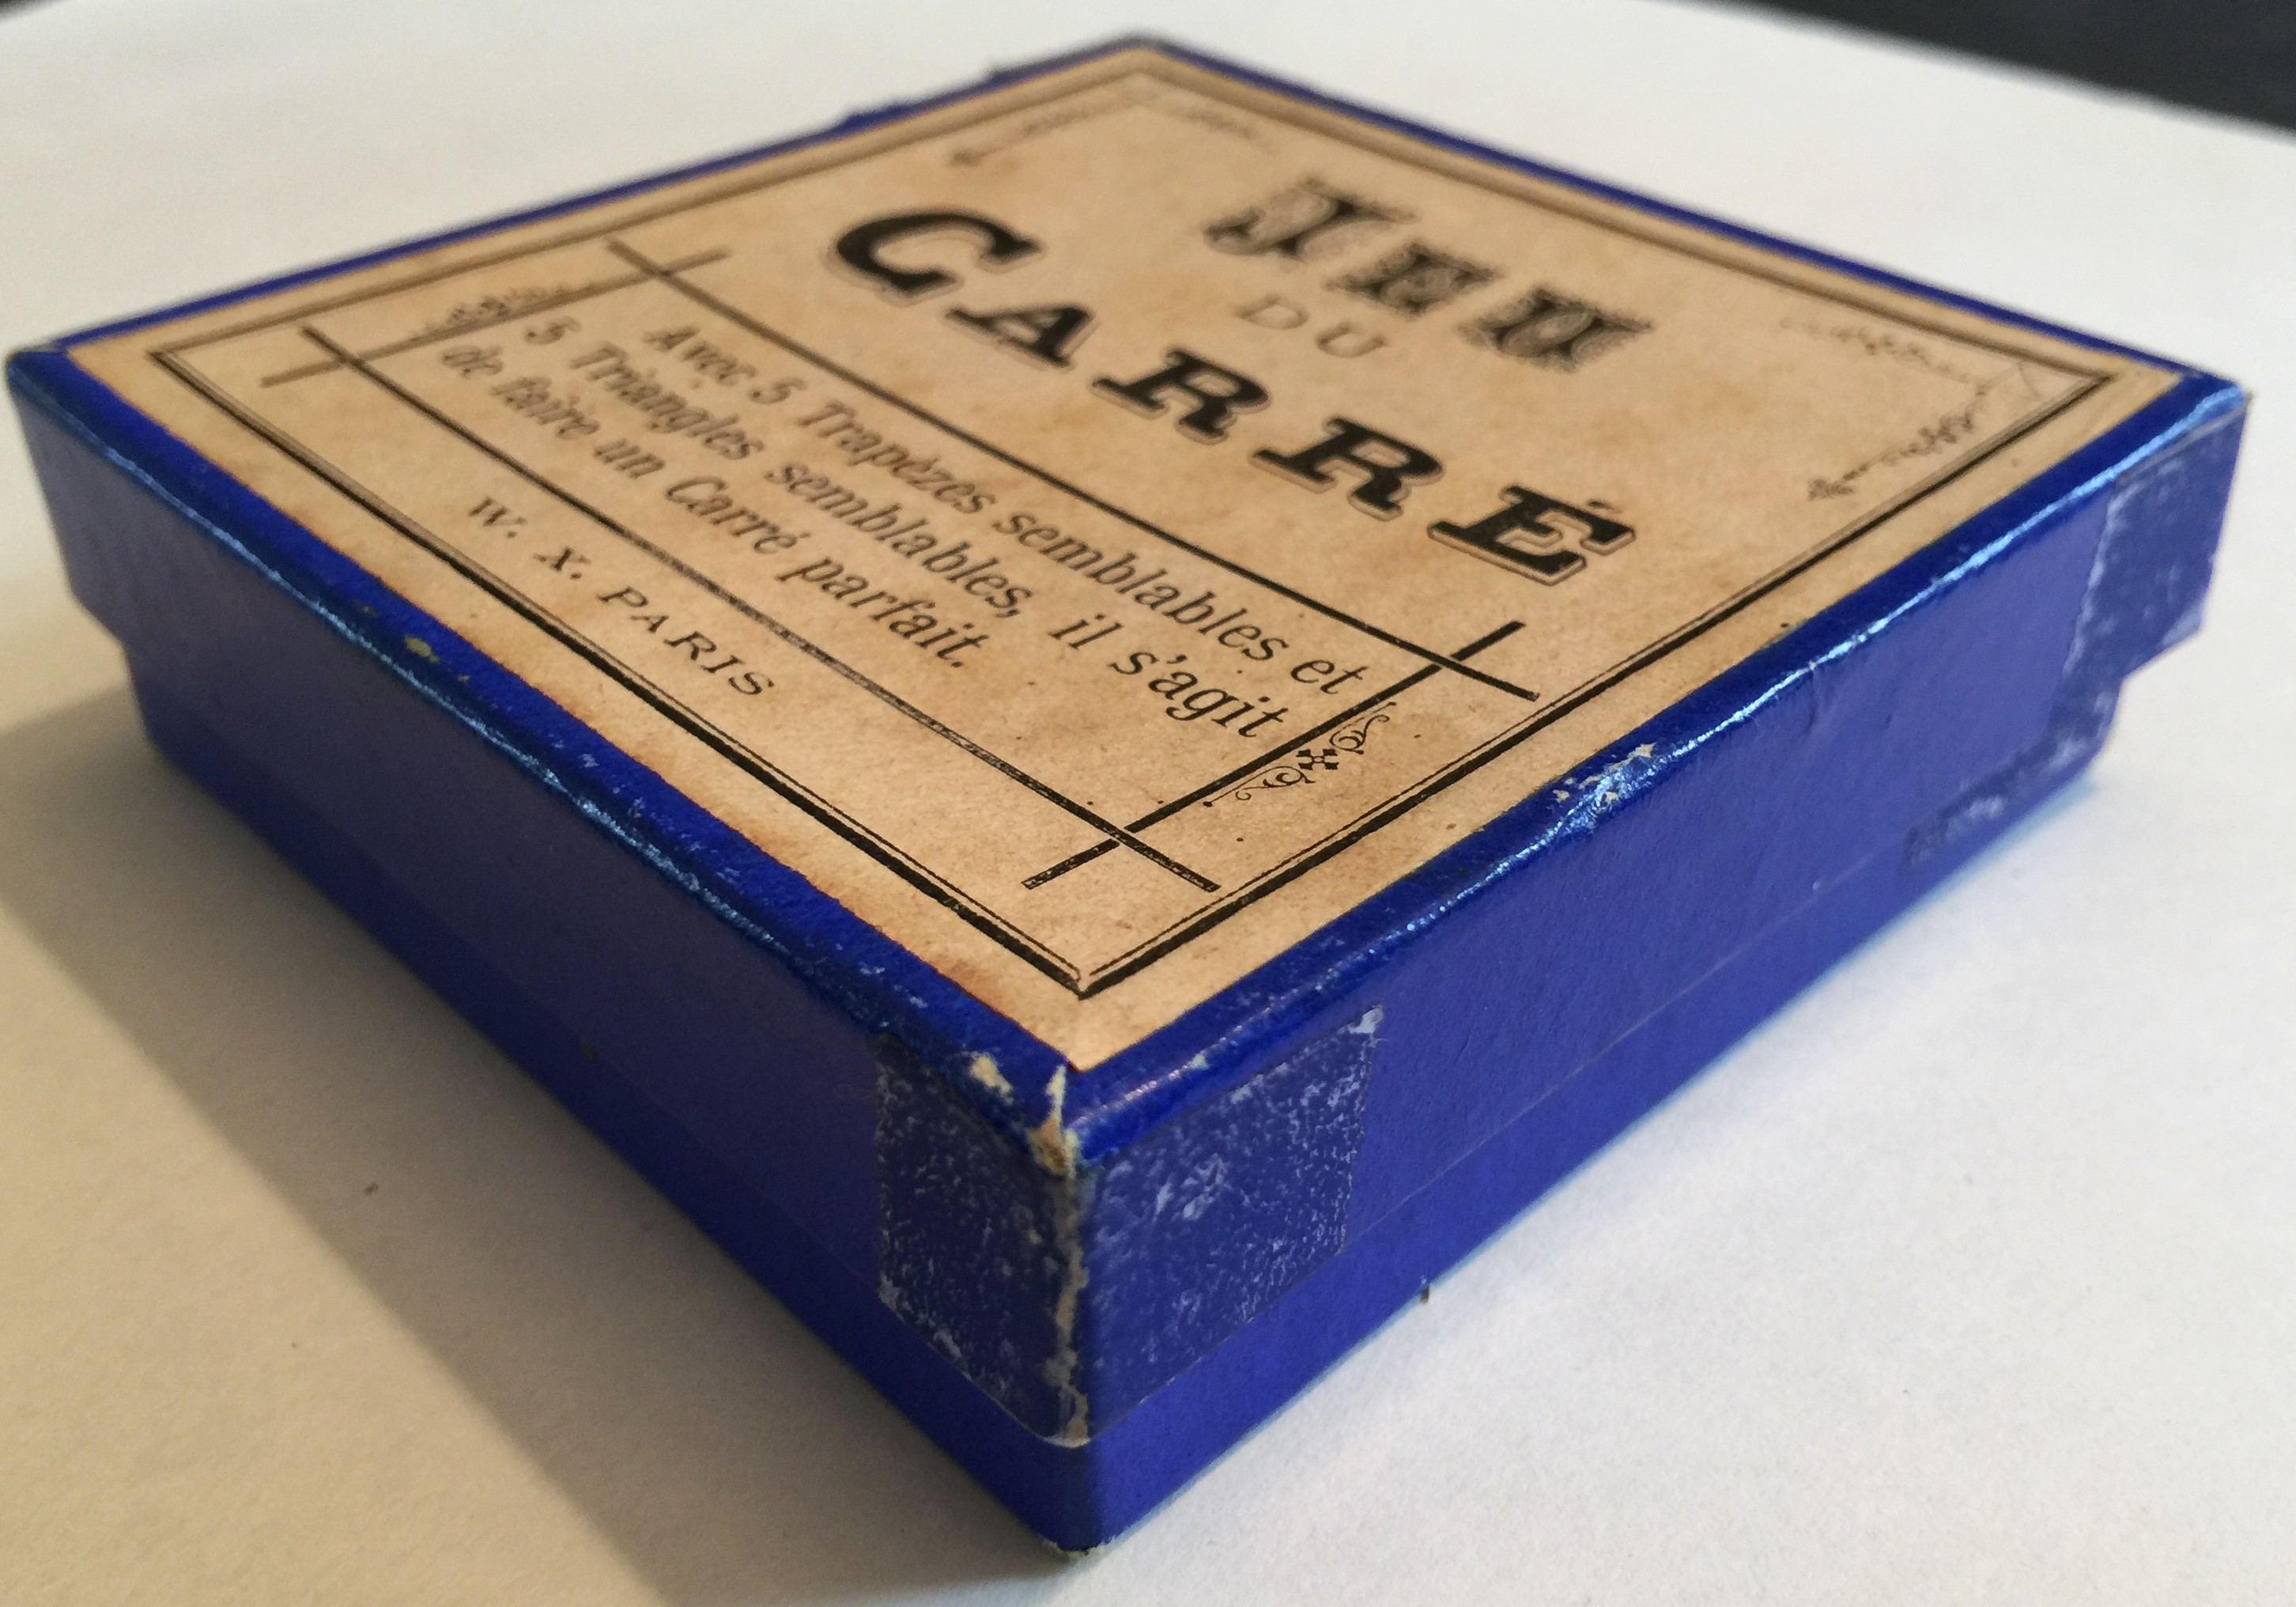 JEU
DU
CARRÉ
Avec 5 Trapèzes semblables et
5 Triangles semblables, il s'agit
de faire un Carré parfait.
W. X. PARIS